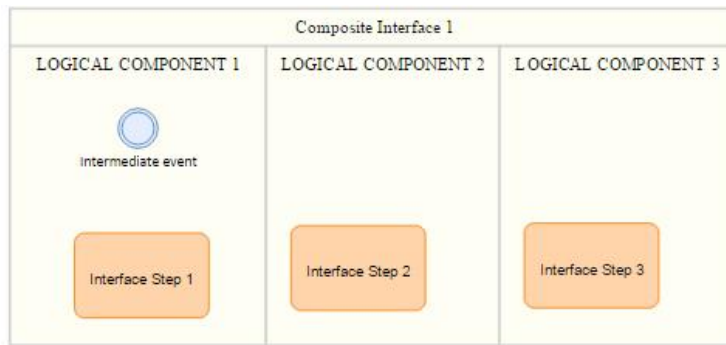 Composite Interface 1
LOGICAL COMPONENT 1
LOGICAL COMPONENT 2
LOGICAL COMPONENT 3
Intermediate event
Interface Step 1
Interface Step 2
Interface Step 3